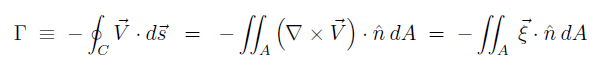 Γ ≡ −∮_C V⃗ · ds⃗ = −∬_A (∇ × V⃗) · n̂ dA = −∬_A ξ⃗ · n̂ dA